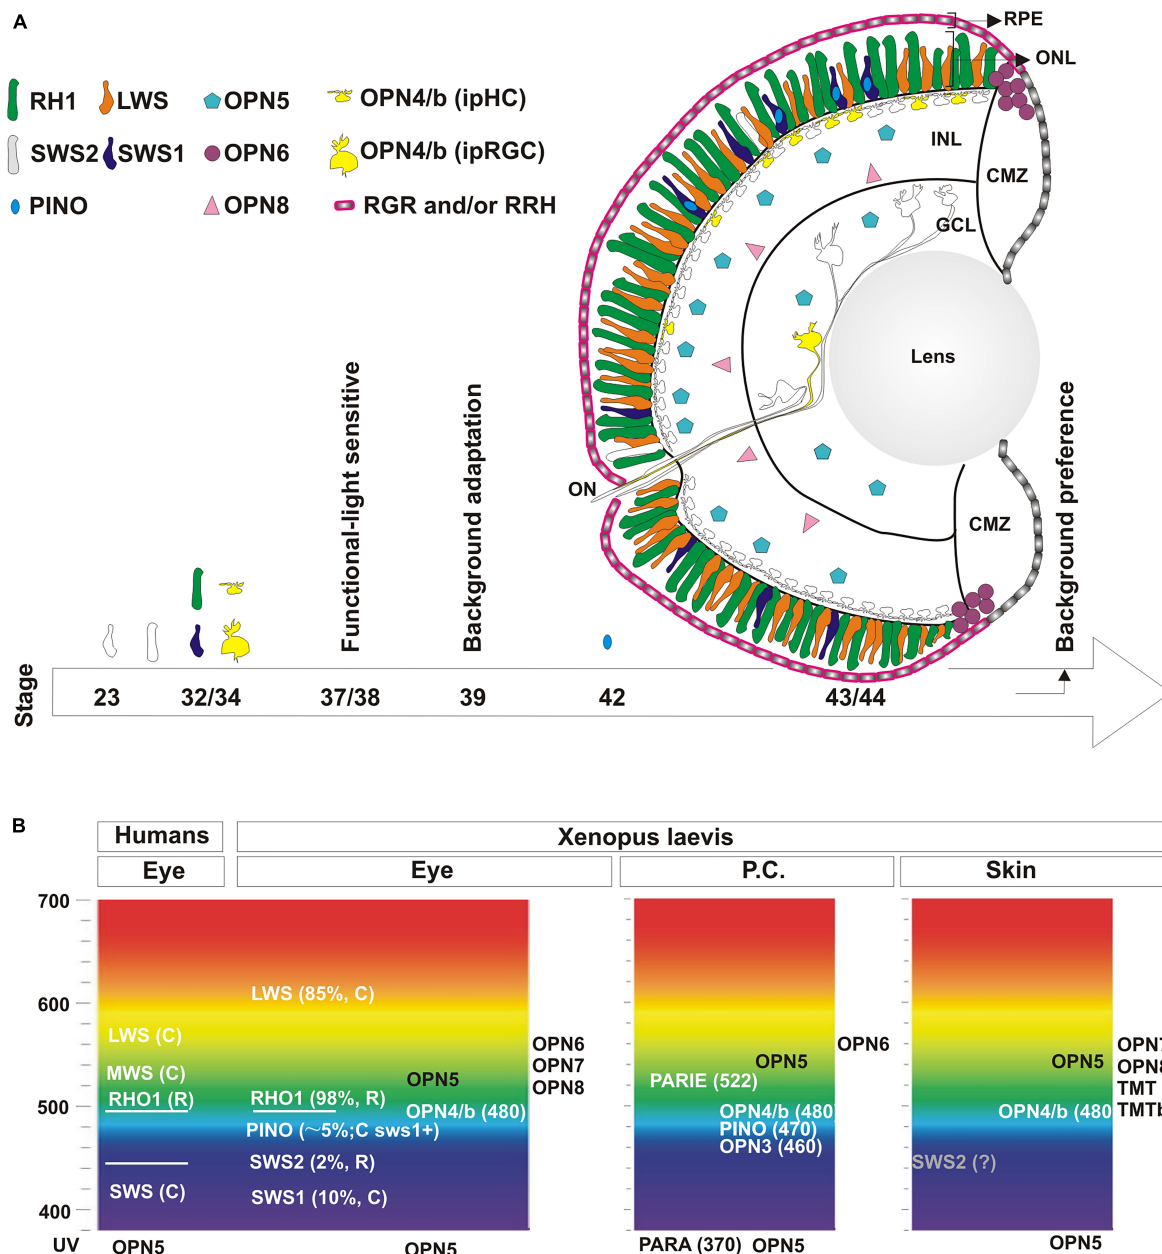 A
RPE
ONL
RH1 LWS OPN5 OPN4/b (ipHC)
SWS2 SWS1 OPN6 OPN4/b (ipRGC)
PINO OPN8 RGR and/or RRH
INL
CMZ
GCL
Lens
ON
CMZ
Functional-light sensitive
Background adaptation
Background preference
Stage
23 32/34 37/38 39 42 43/44
B
Humans Xenopus laevis
Eye Eye P.C. Skin
700
600
500
400
UV
LWS (C)
MWS (C)
RHO1 (R)
SWS (C)
OPN5
LWS (85%, C)
OPN5
RHO1 (98%, R)
OPN4/b (480)
PINO (~5%;C sws1+)
SWS2 (2%, R)
SWS1 (10%, C)
OPN5
OPN6
OPN7
OPN8
OPN6
OPN5
PARIE (522)
OPN4/b (480)
PINO (470)
OPN3 (460)
PARA (370) OPN5
OPN5
OPN4/b (480
SWS2 (?)
OPN5
OPN7
OPN8
TMT
TMTb